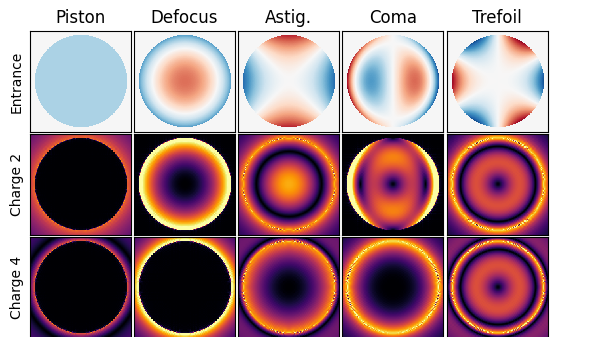 Piston Defocus Astig. Coma Trefoil
Entrance
Charge 2
Charge 4